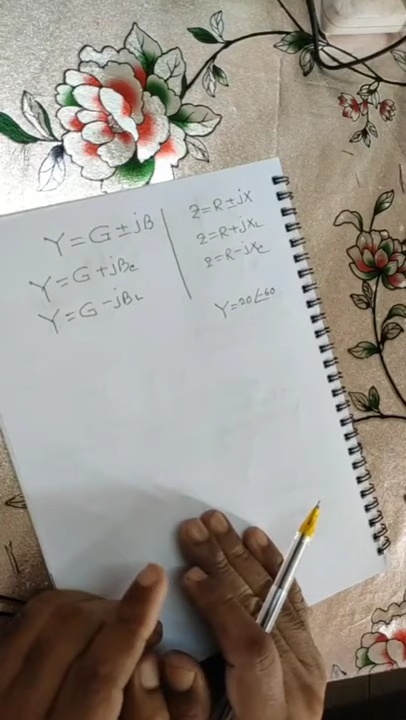 Y=G±jB
Y=G+jBc
Y=G-jBL
Z=R±jX
Z=R+jXL
Z=R-jXc
Y=20∠-60